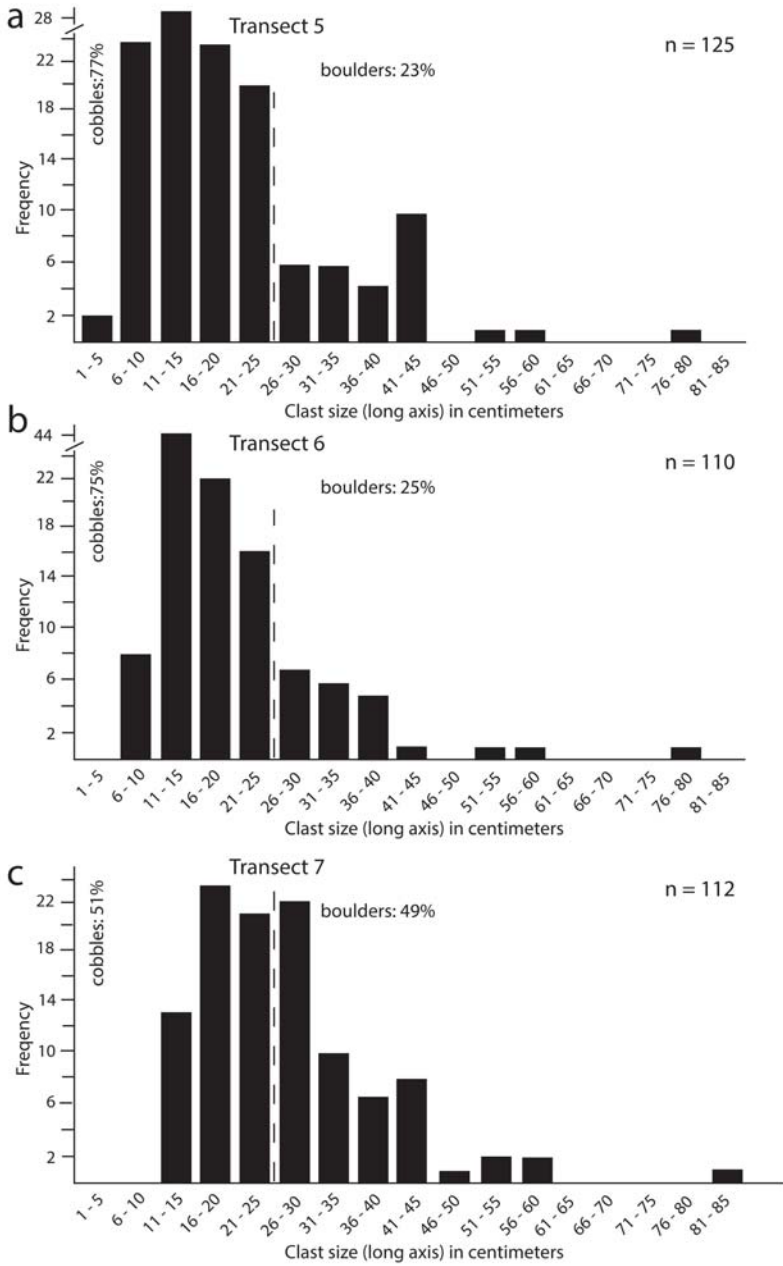 a
Transect 5
n = 125
cobbles:77%
boulders: 23%
Freqency
28
22
18
14
10
6
2
1 - 5
6 - 10
11 - 15
16 - 20
21 - 25
26 - 30
31 - 35
36 - 40
41 - 45
46 - 50
51 - 55
56 - 60
61 - 65
66 - 70
71 - 75
76 - 80
81 - 85
Clast size (long axis) in centimeters
b
Transect 6
n = 110
cobbles:75%
boulders: 25%
Freqency
44
22
18
14
10
6
2
1 - 5
6 - 10
11 - 15
16 - 20
21 - 25
26 - 30
31 - 35
36 - 40
41 - 45
46 - 50
51 - 55
56 - 60
61 - 65
66 - 70
71 - 75
76 - 80
81 - 85
Clast size (long axis) in centimeters
c
Transect 7
n = 112
cobbles: 51%
boulders: 49%
Freqency
22
18
14
10
6
2
1 - 5
6 - 10
11 - 15
16 - 20
21 - 25
26 - 30
31 - 35
36 - 40
41 - 45
46 - 50
51 - 55
56 - 60
61 - 65
66 - 70
71 - 75
76 - 80
81 - 85
Clast size (long axis) in centimeters